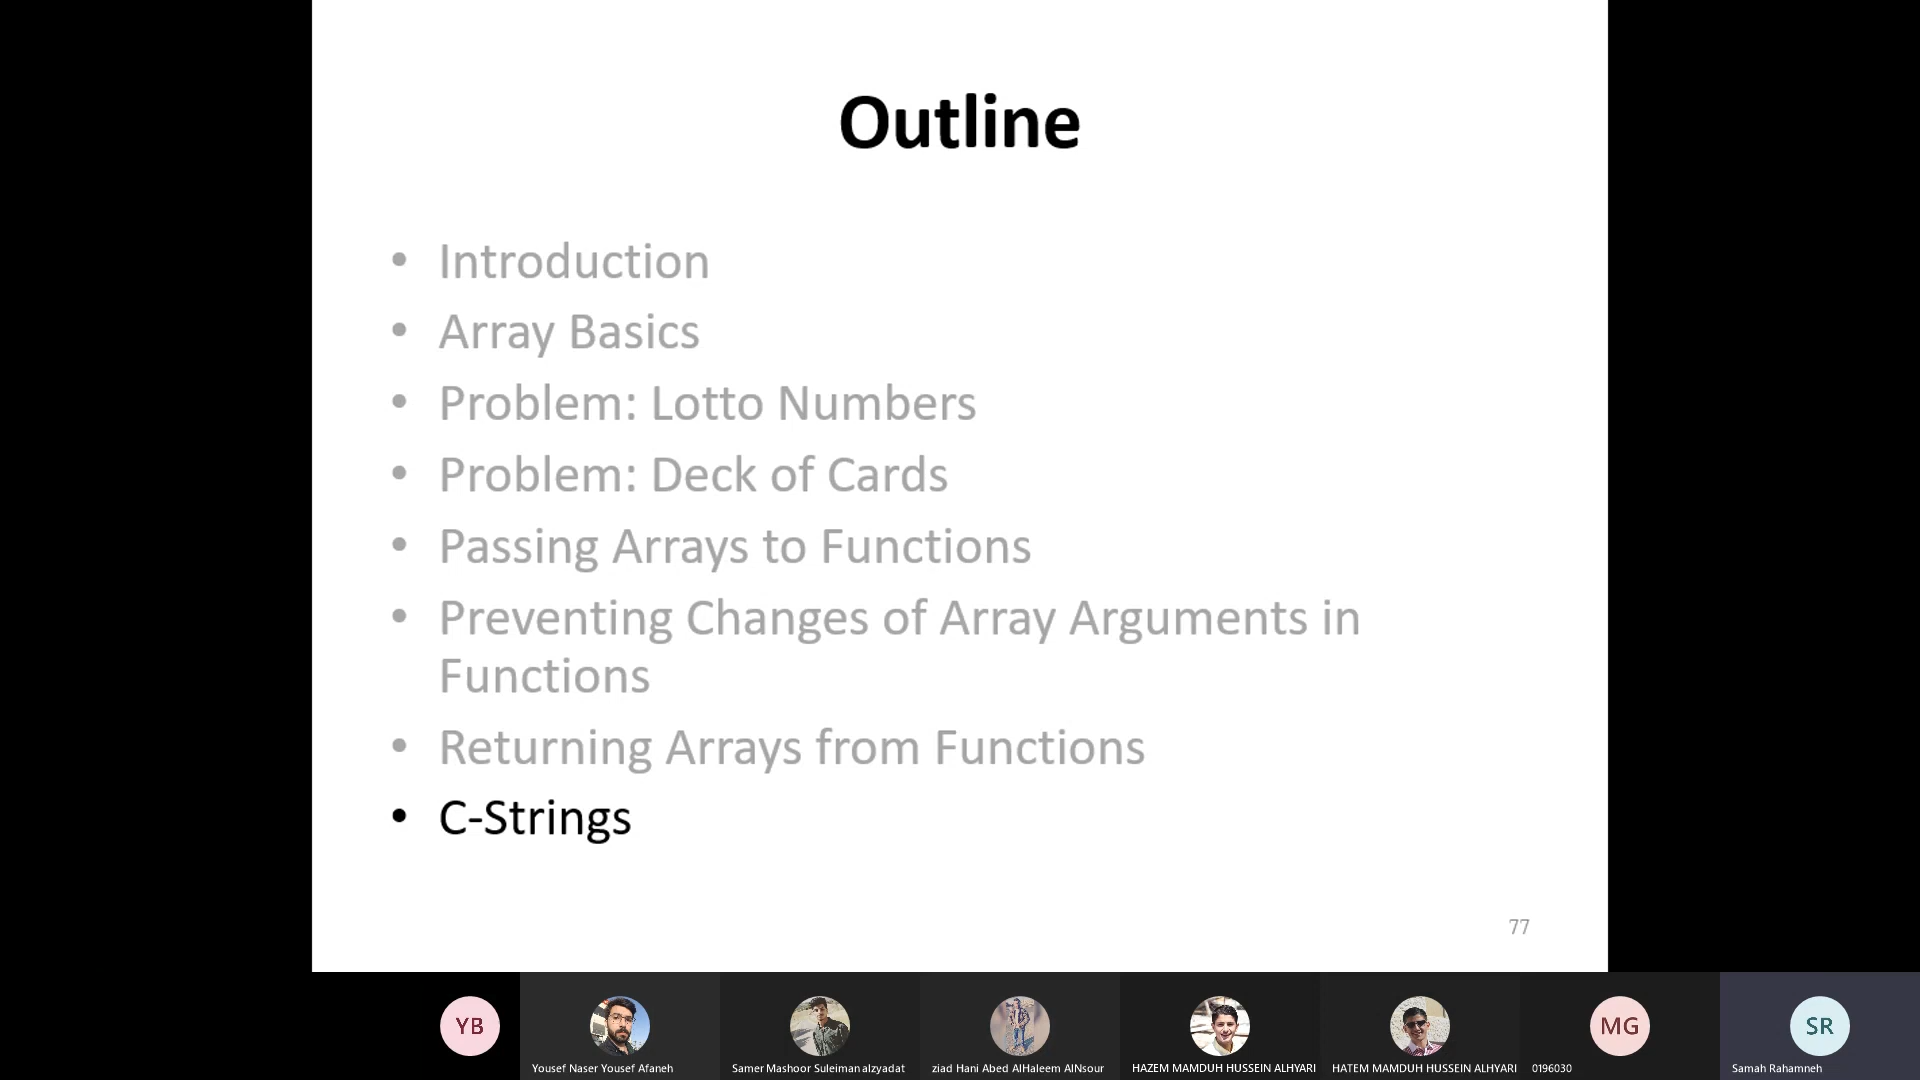 Outline
• Introduction
• Array Basics
• Problem: Lotto Numbers
• Problem: Deck of Cards
• Passing Arrays to Functions
• Preventing Changes of Array Arguments in
Functions
• Returning Arrays from Functions
• C-Strings
77
YB
MG
SR
Yousef Naser Yousef Afaneh
Samer Mashoor Suleiman alzyadat
ziad Hani Abed AlHaleem AlNsour
HAZEM MAMDUH HUSSEIN ALHYARI
HATEM MAMDUH HUSSEIN ALHYARI
0196030
Samah Rahamneh